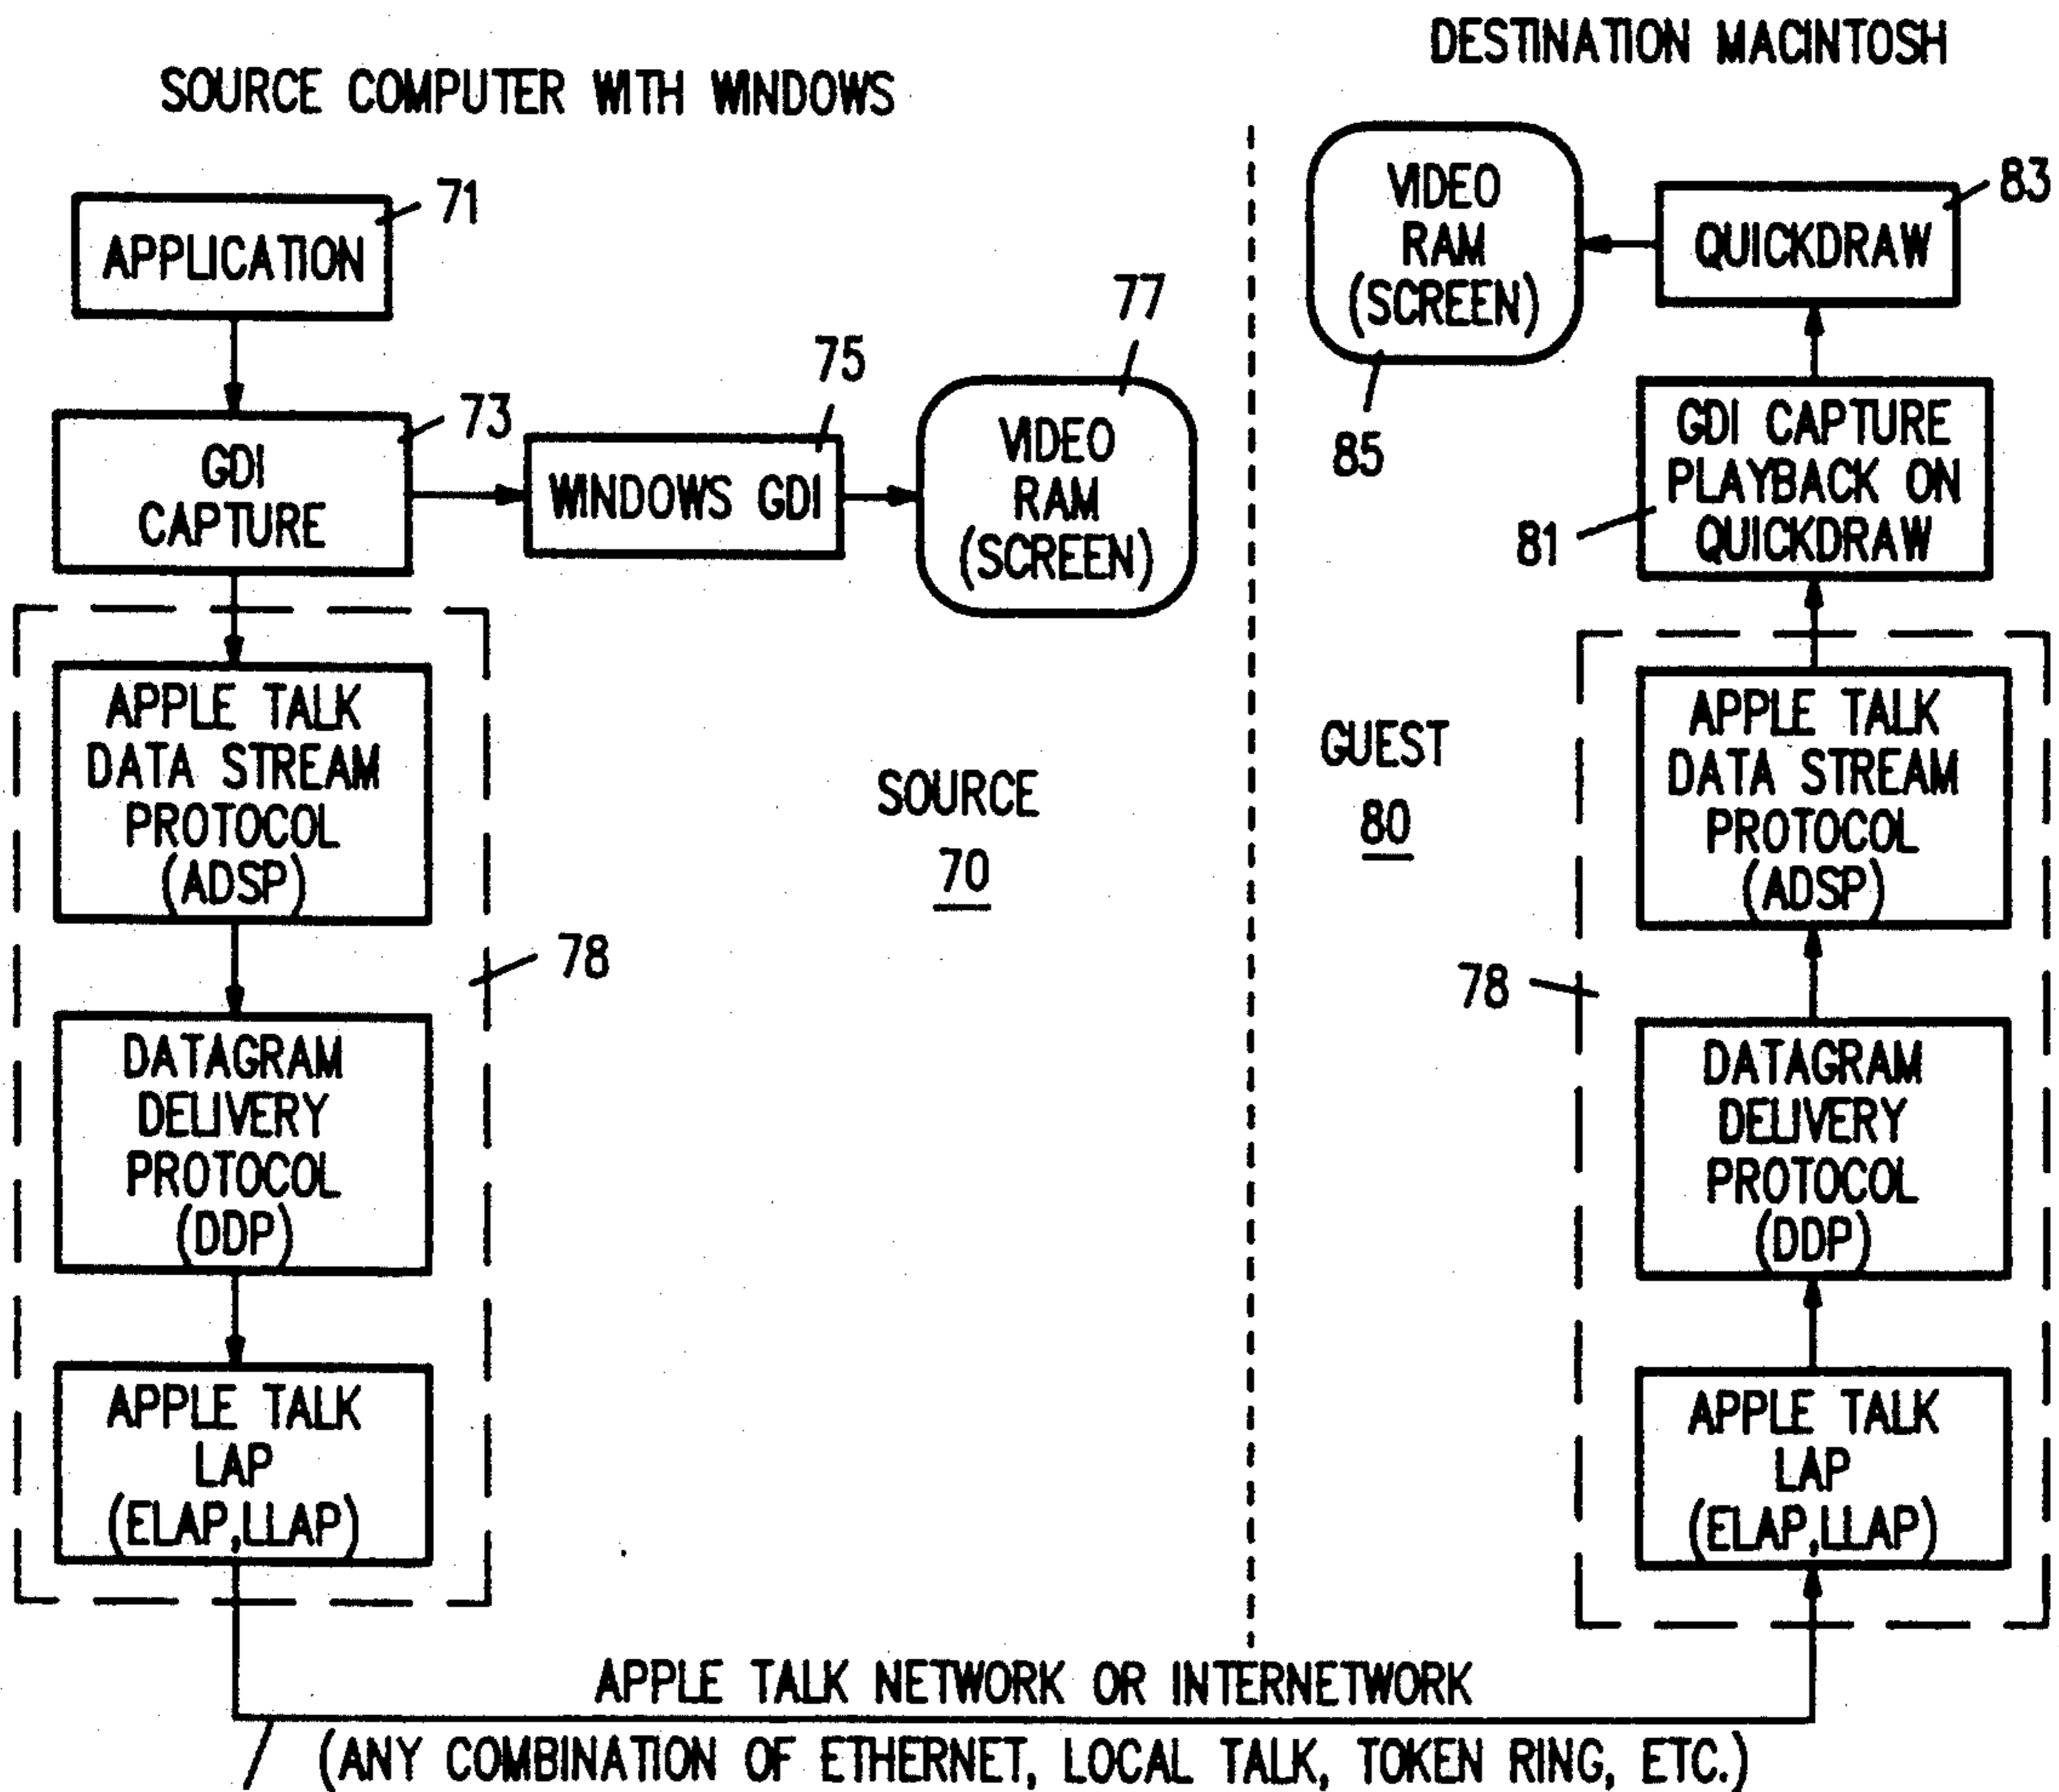 SOURCE COMPUTER WITH WINDOWS
71
APPLICATION
73
GDI
CAPTURE
75
WINDOWS GDI
77
VIDEO
RAM
(SCREEN)
APPLE TALK
DATA STREAM
PROTOCOL
(ADSP)
78
DATAGRAM
DELIVERY
PROTOCOL
(DDP)
APPLE TALK
LAP
(ELAP,LLAP)
SOURCE
70
DESTINATION MACINTOSH
VIDEO
RAM
(SCREEN)
85
83
QUICKDRAW
GDI CAPTURE
PLAYBACK ON
QUICKDRAW
81
GUEST
80
APPLE TALK
DATA STREAM
PROTOCOL
(ADSP)
78
DATAGRAM
DELIVERY
PROTOCOL
(DDP)
APPLE TALK
LAP
(ELAP,LLAP)
APPLE TALK NETWORK OR INTERNETWORK
(ANY COMBINATION OF ETHERNET, LOCAL TALK, TOKEN RING, ETC.)